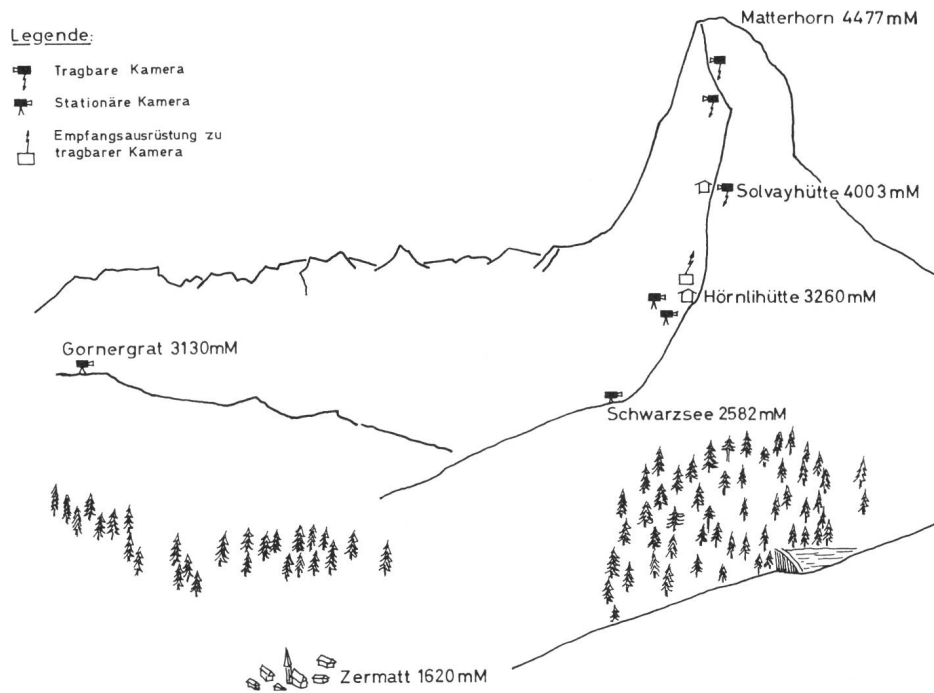 Legende:
Tragbare Kamera
Stationäre Kamera
Empfangsausrüstung zu
tragbarer Kamera
Matterhorn 4477mM
Solvayhütte 4003mM
Hörnlihütte 3260mM
Gornergrat 3130mM
Schwarzsee 2582mM
Zermatt 1620mM